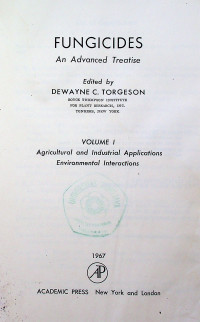 FUNGICIDES
An Advanced Treatise
Edited by
DEWAYNE C. TORGESON
BOYCE THOMPSON INSTITUTE
FOR PLANT RESEARCH, INC.
YONKERS, NEW YORK
VOLUME I
Agricultural and Industrial Applications
Environmental Interactions
1967
AP
ACADEMIC PRESS New York and London